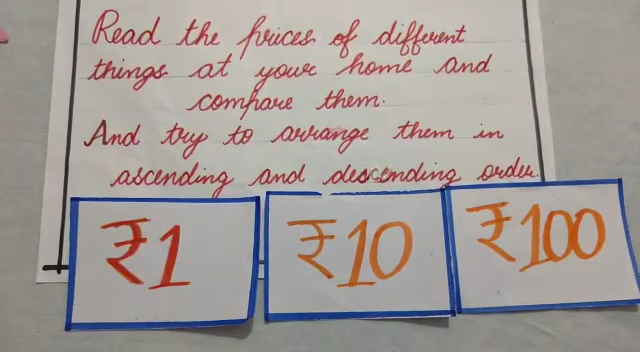 Read the prices of different
things at your home and
compare them.
And try to arrange them in
ascending and descending order.
₹1
₹10
₹100